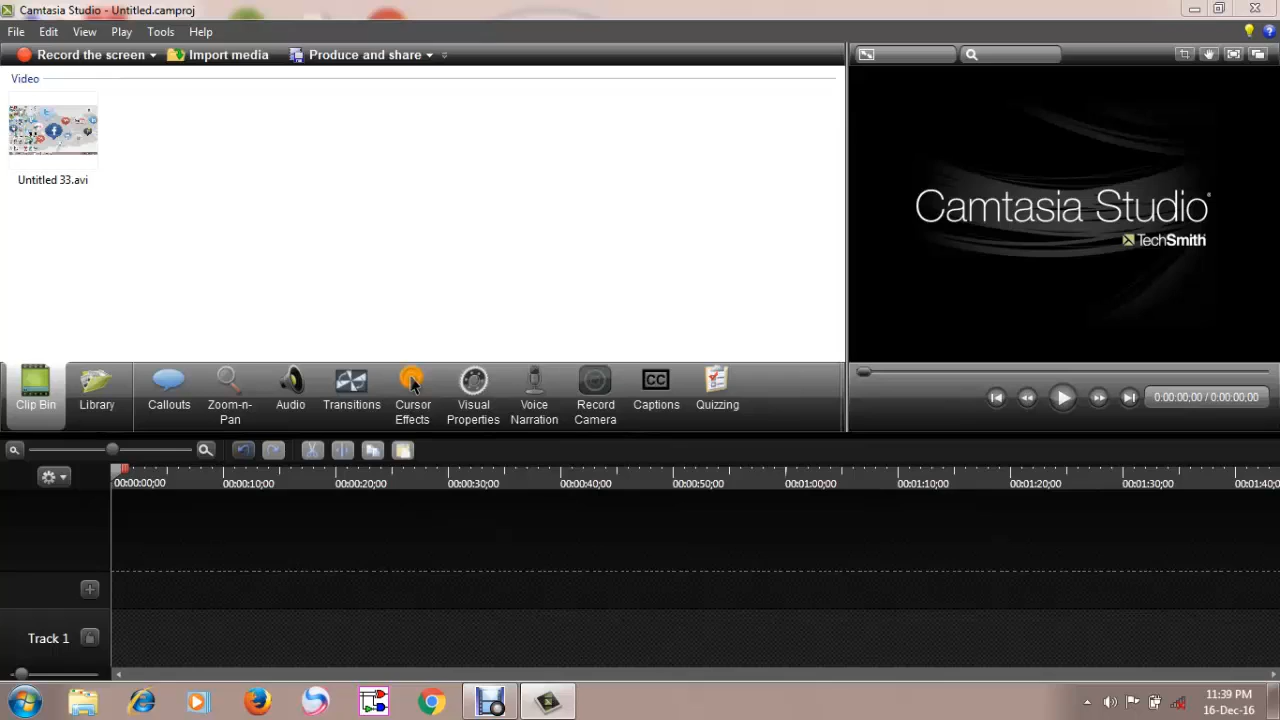 Camtasia Studio - Untitled.camproj
File Edit View Play Tools Help
Record the screen Import media Produce and share
Video
Untitled 33.avi
Camtasia Studio
TechSmith
Clip Bin Library Callouts Zoom-n-Pan Audio Transitions Cursor Effects Visual Properties Voice Narration Record Camera Captions Quizzing
CC
0:00:00;00 / 0:00:00:00
00:00:00;00 00:00:10;00 00:00:20;00 00:00:30;00 00:00:40;00 00:00:50;00 00:01:00;00 00:01:10;00 00:01:20;00 00:01:30;00 00:01:40;0
Track 1
11:39 PM
16-Dec-16